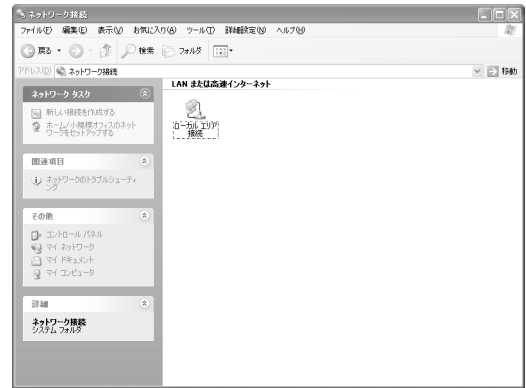 ネットワーク接続
ファイル(F) 編集(E) 表示(V) お気に入り(A) ツール(T) 詳細設定(N) ヘルプ(H)
戻る 検索 フォルダ
アドレス(D) ネットワーク接続 移動
ネットワーク タスク
新しい接続を作成する
ホーム/小規模オフィスのネット
ワークをセットアップする
関連項目
ネットワークのトラブルシューティ
ング
その他
コントロール パネル
マイ ネットワーク
マイ ドキュメント
マイ コンピュータ
詳細
ネットワーク接続
システム フォルダ
LAN または高速インターネット
ローカル エリア
接続